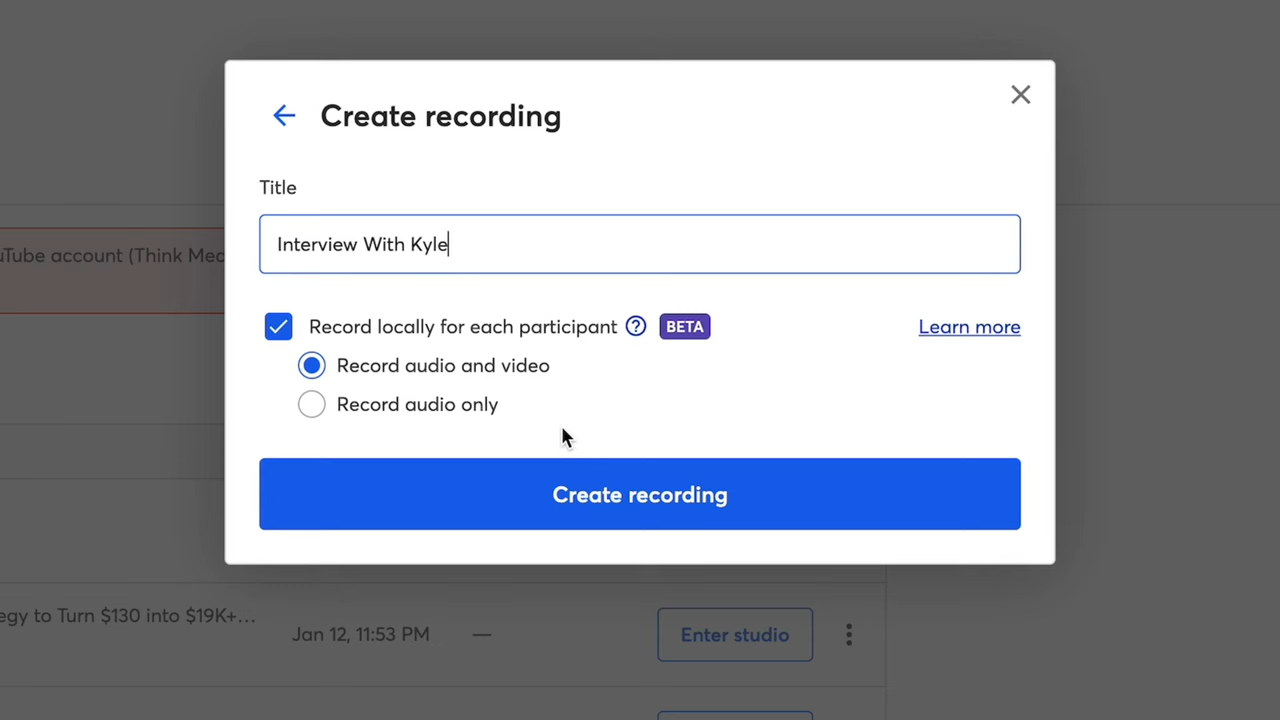 Create recording
Title
uTube account (Think Med
Interview With Kyle
Record locally for each participant ? BETA Learn more
Record audio and video
Record audio only
Create recording
egy to Turn $130 into $19K+...
Jan 12, 11:53 PM — Enter studio